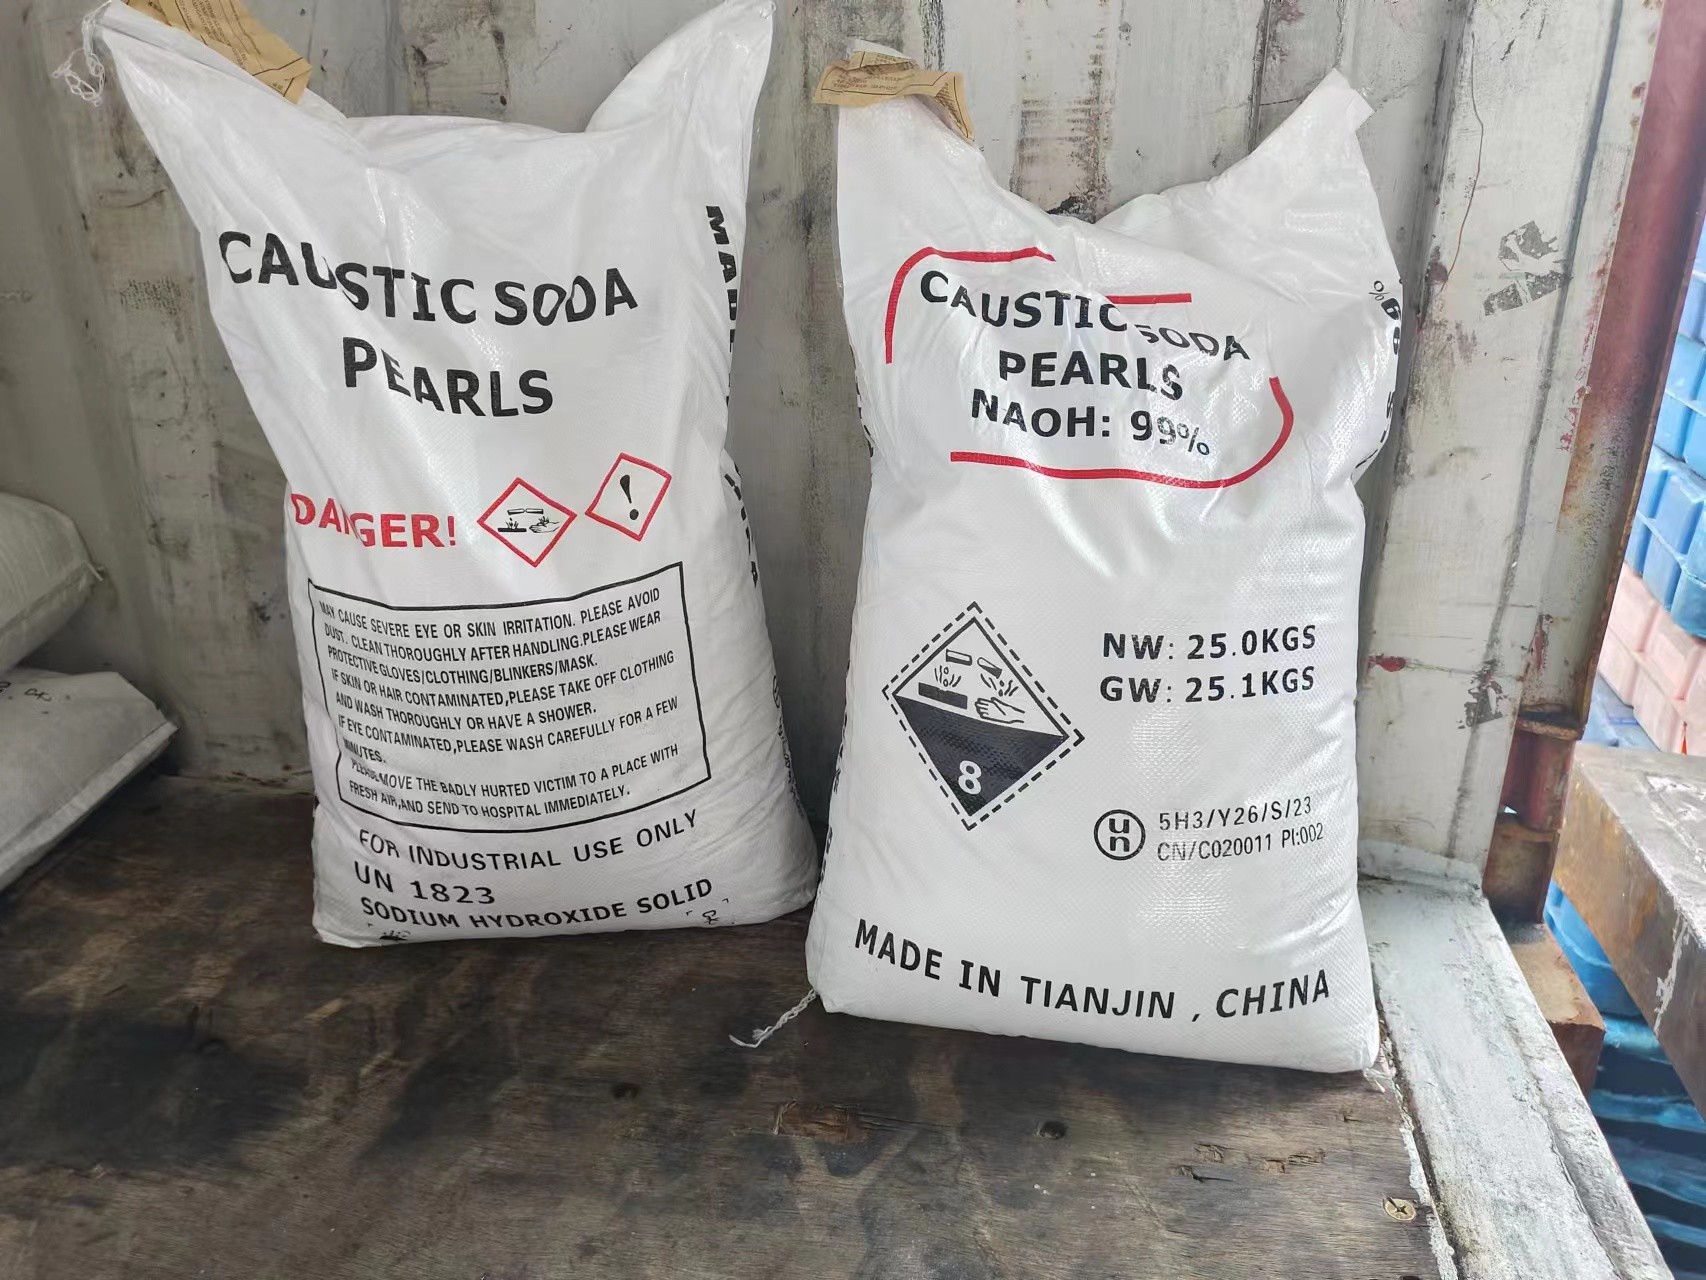 CAUSTIC SODA
PEARLS
DANGER!
MAY CAUSE SEVERE EYE OR SKIN IRRITATION. PLEASE AVOID
DUST. CLEAN THOROUGHLY AFTER HANDLING.PLEASE WEAR
PROTECTIVE GLOVES/CLOTHING/BLINKERS/MASK.
IF SKIN OR HAIR CONTAMINATED,PLEASE TAKE OFF CLOTHING
AND WASH THOROUGHLY OR HAVE A SHOWER.
IF EYE CONTAMINATED,PLEASE WASH CAREFULLY FOR A FEW
MINUTES.
PLEASE MOVE THE BADLY HURTED VICTIM TO A PLACE WITH
FRESH AIR,AND SEND TO HOSPITAL IMMEDIATELY.
FOR INDUSTRIAL USE ONLY
UN 1823
SODIUM HYDROXIDE SOLID
CAUSTIC SODA
PEARLS
NAOH: 99%
8
NW: 25.0KGS
GW: 25.1KGS
un
5H3/Y26/S/23
CN/C020011 PI:002
MADE IN TIANJIN , CHINA